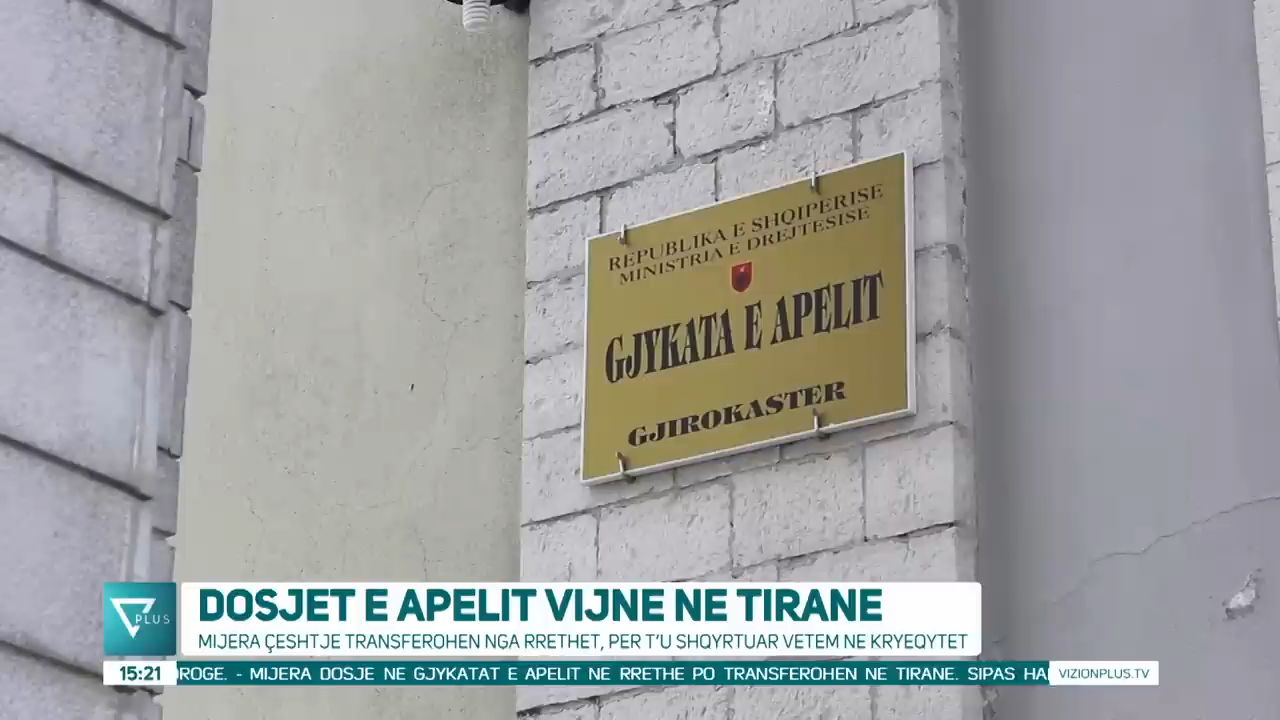 REPUBLIKA E SHQIPERISE
MINISTRIA E DREJTESISE
GJYKATA E APELIT
GJIROKASTER
DOSJET E APELIT VIJNE NE TIRANE
PLUS
MIJERA ÇESHTJE TRANSFEROHEN NGA RRETHET, PER T'U SHQYRTUAR VETEM NE KRYEQYTET
15:21 ROGE. - MIJERA DOSJE NE GJYKATAT E APELIT NE RRETHE PO TRANSFEROHEN NE TIRANE. SIPAS HA VIZIONPLUS.TV